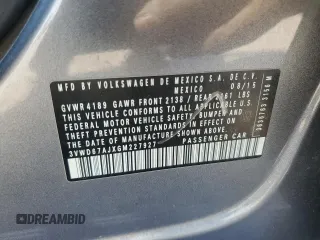 MFD BY VOLKSWAGEN DE MEXICO S.A. DE C.V.
MEXICO 08/15
GVWR 4189 GAWR FRONT 2138 / REAR LBS
THIS VEHICLE CONFORMS TO ALL APPLICABLE
FEDERAL MOTOR VEHICLE SAFETY, BUMPER AND
THEFT PREVENTION STANDARDS IN EFFECT ON THE
DATE OF MANUFACTURE SHOWN ABOVE
3VWD67AJXGM227927 PASSENGER CAR
DREAMBID
.COM